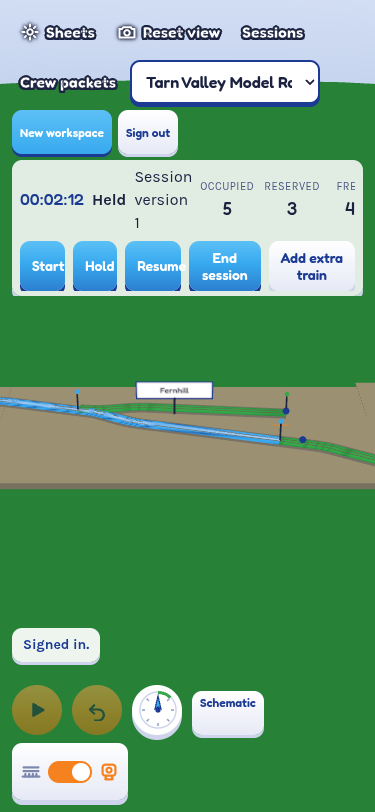 Sheets Reset view Sessions
Crew packets Tarn Valley Model Ra
New workspace Sign out
00:02:12 Held Session version 1
OCCUPIED RESERVED FRE
5 3 4
Start Hold Resume End session Add extra train
Fernhill
Signed in.
Schematic